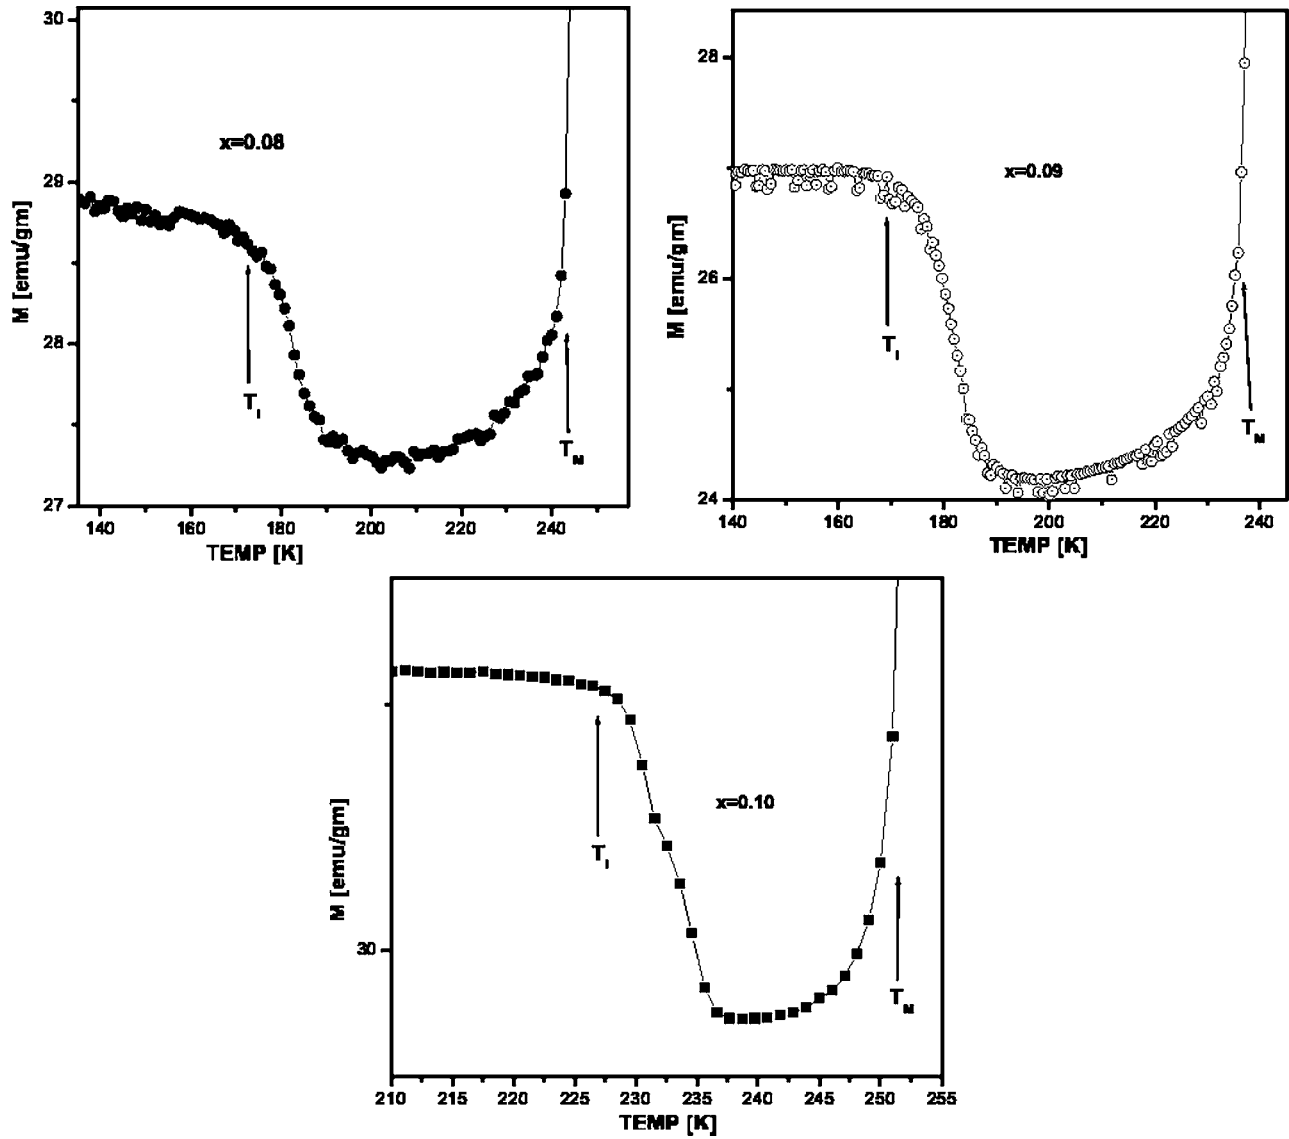 30
29
28
27
M [emu/gm]
x=0.08
T I
T M
140 160 180 200 220 240
TEMP [K]
28
26
24
M [emu/gm]
x=0.09
T I
T M
140 160 180 200 220 240
TEMP [K]
30
M [emu/gm]
x=0.10
T I
T M
210 215 220 225 230 235 240 245 250 255
TEMP [K]